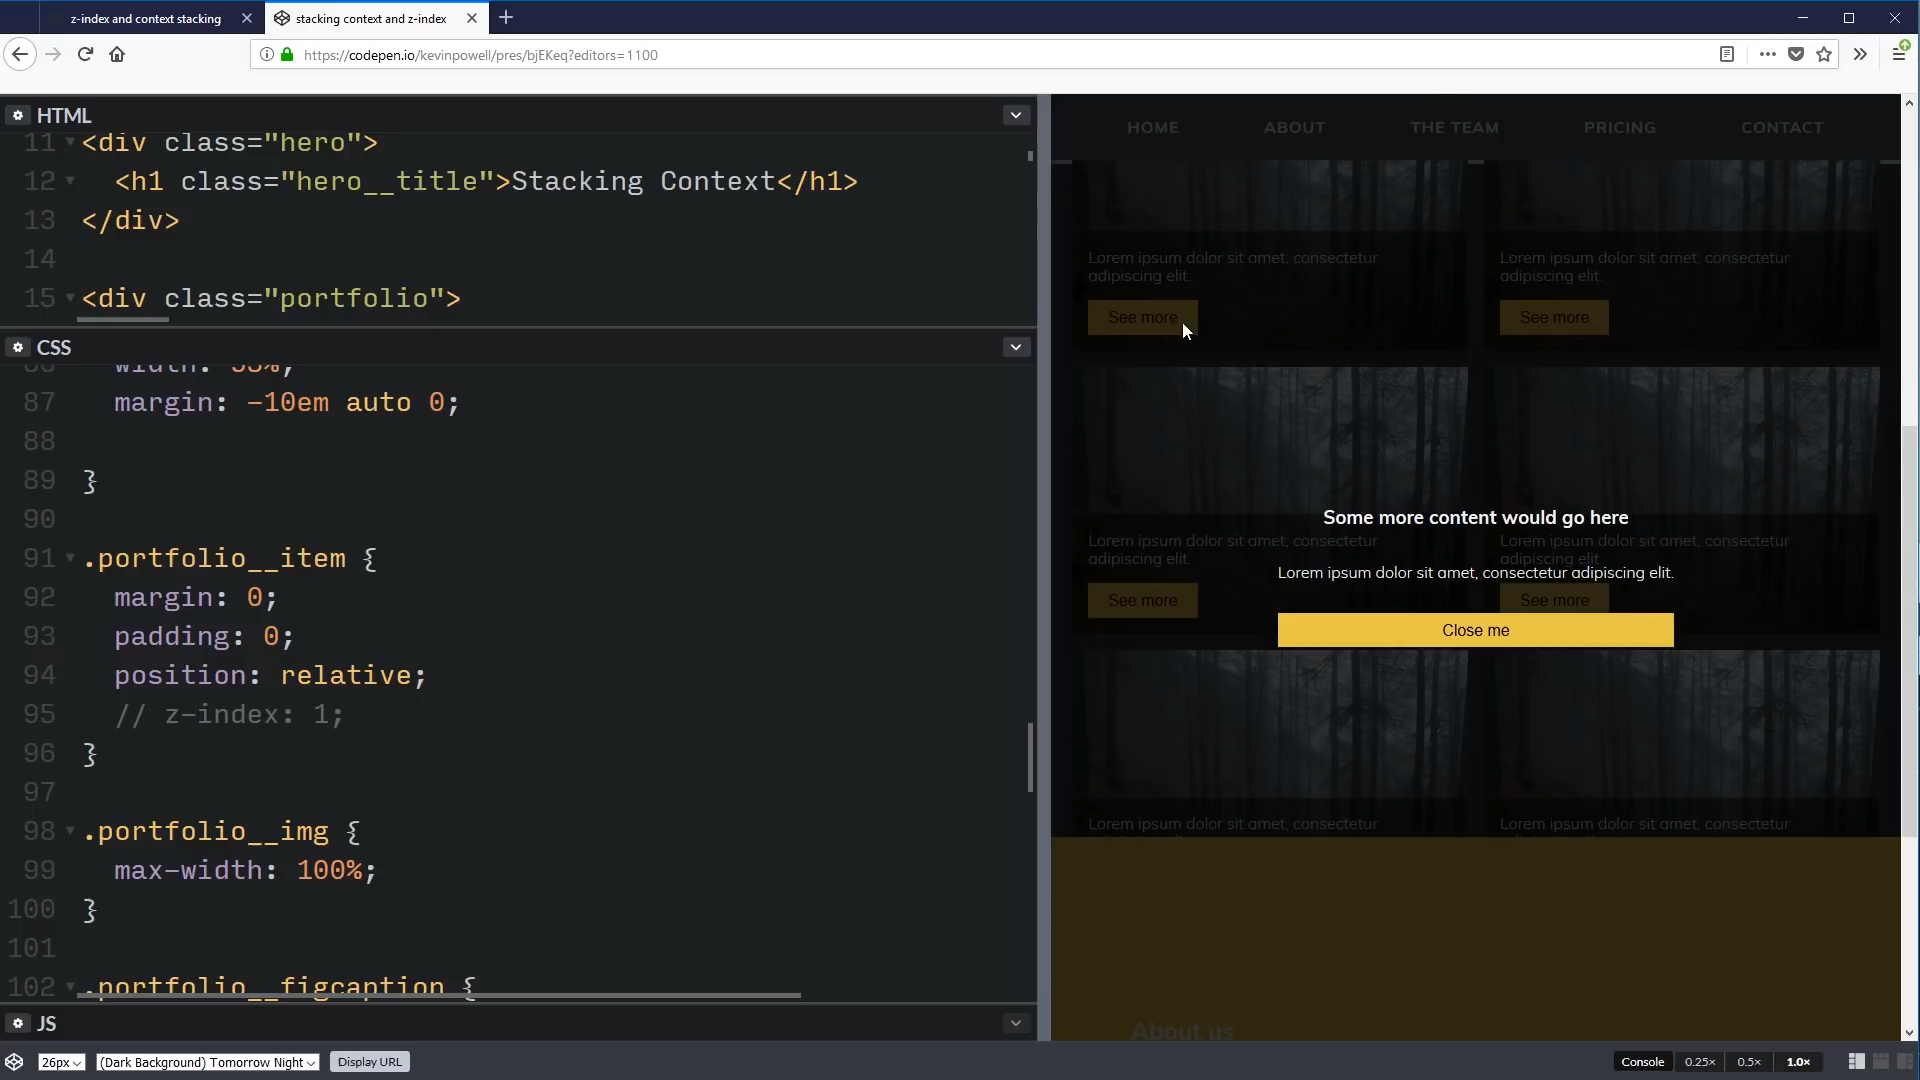 z-index and context stacking
stacking context and z-index
https://codepen.io/kevinpowell/pres/bjEKeq?editors=1100
HTML
11 <div class="hero">
12 <h1 class="hero__title">Stacking Context</h1>
13 </div>
14
15 <div class="portfolio">
CSS
87 margin: -10em auto 0;
88
89 }
90
91 .portfolio__item {
92 margin: 0;
93 padding: 0;
94 position: relative;
95 // z-index: 1;
96 }
97
98 .portfolio__img {
99 max-width: 100%;
100 }
101
102 .portfolio__figcaption {
JS
26px
(Dark Background) Tomorrow Night
Display URL
HOME ABOUT THE TEAM PRICING CONTACT
Lorem ipsum dolor sit amet, consectetur
adipiscing elit.
See more
Lorem ipsum dolor sit amet, consectetur
adipiscing elit.
See more
Some more content would go here
Lorem ipsum dolor sit amet, consectetur
adipiscing elit.
See more
Lorem ipsum dolor sit amet, consectetur
adipiscing elit.
See more
Lorem ipsum dolor sit amet, consectetur adipiscing elit.
Close me
Lorem ipsum dolor sit amet, consectetur
Lorem ipsum dolor sit amet, consectetur
About us
Console 0.25× 0.5× 1.0×